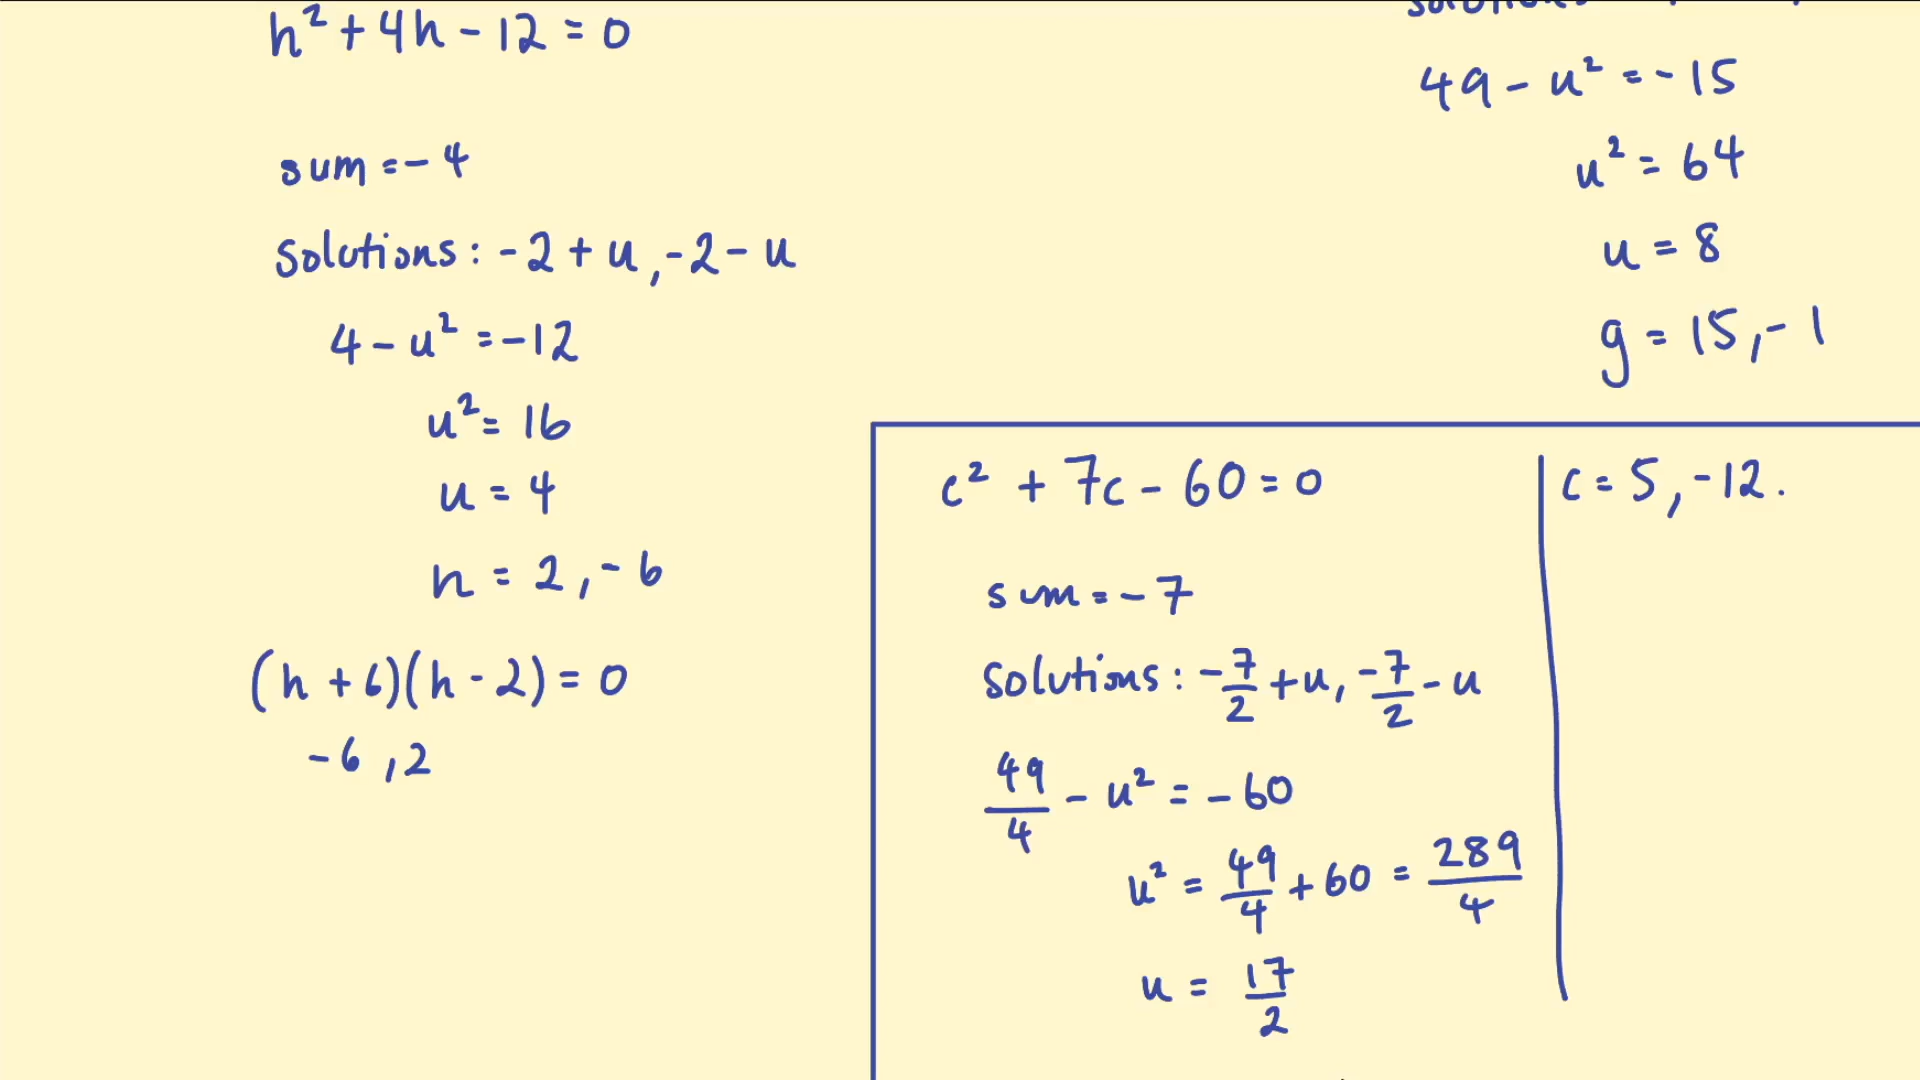 h² + 4h - 12 = 0
sum = - 4
solutions : - 2 + u , - 2 - u
4 - u² = - 12
u² = 16
u = 4
h = 2 , - 6
(h + 6)(h - 2) = 0
- 6 , 2
49 - u² = - 15
u² = 64
u = 8
g = 15 , - 1
c² + 7c - 60 = 0
sum = - 7
solutions : - 7/2 + u , - 7/2 - u
49/4 - u² = - 60
u² = 49/4 + 60 = 289/4
u = 17/2
c = 5 , - 12 .